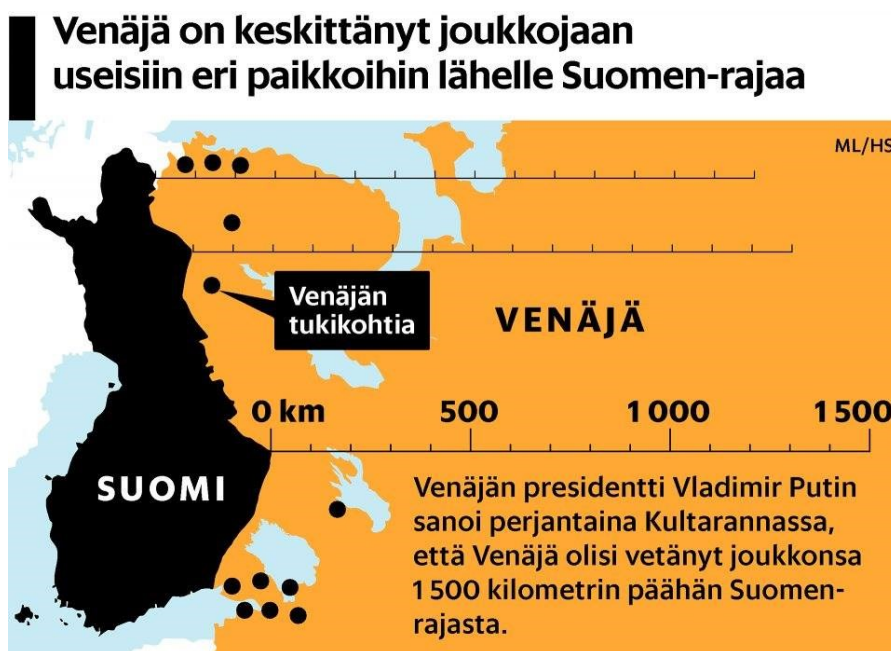 Venäjä on keskittänyt joukkojaan
useisiin eri paikkoihin lähelle Suomen-rajaa
ML/HS
Venäjän
tukikohtia
VENÄJÄ
0 km 500 1 000 1 500
SUOMI
Venäjän presidentti Vladimir Putin
sanoi perjantaina Kultarannassa,
että Venäjä olisi vetänyt joukkonsa
1 500 kilometrin päähän Suomen-
rajasta.